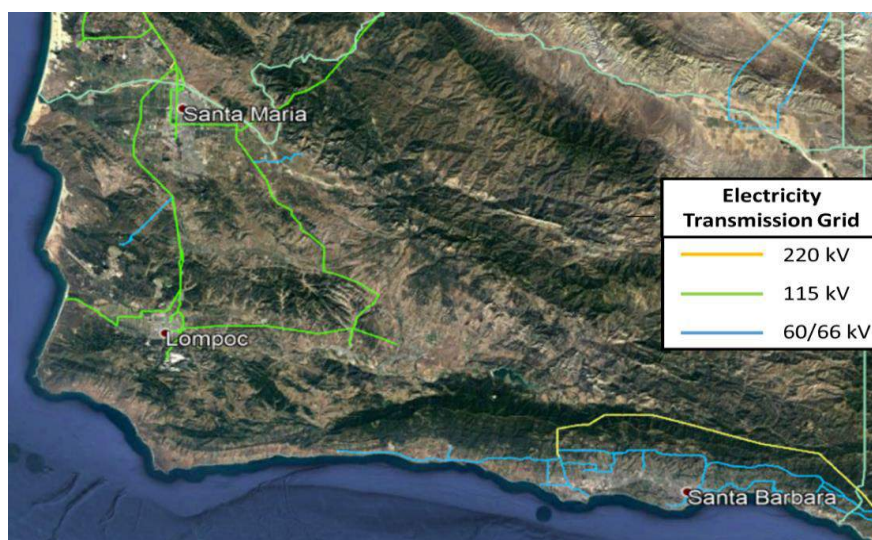 Santa Maria
Electricity
Transmission Grid
220 kV
115 kV
60/66 kV
Lompoc
Santa Barbara